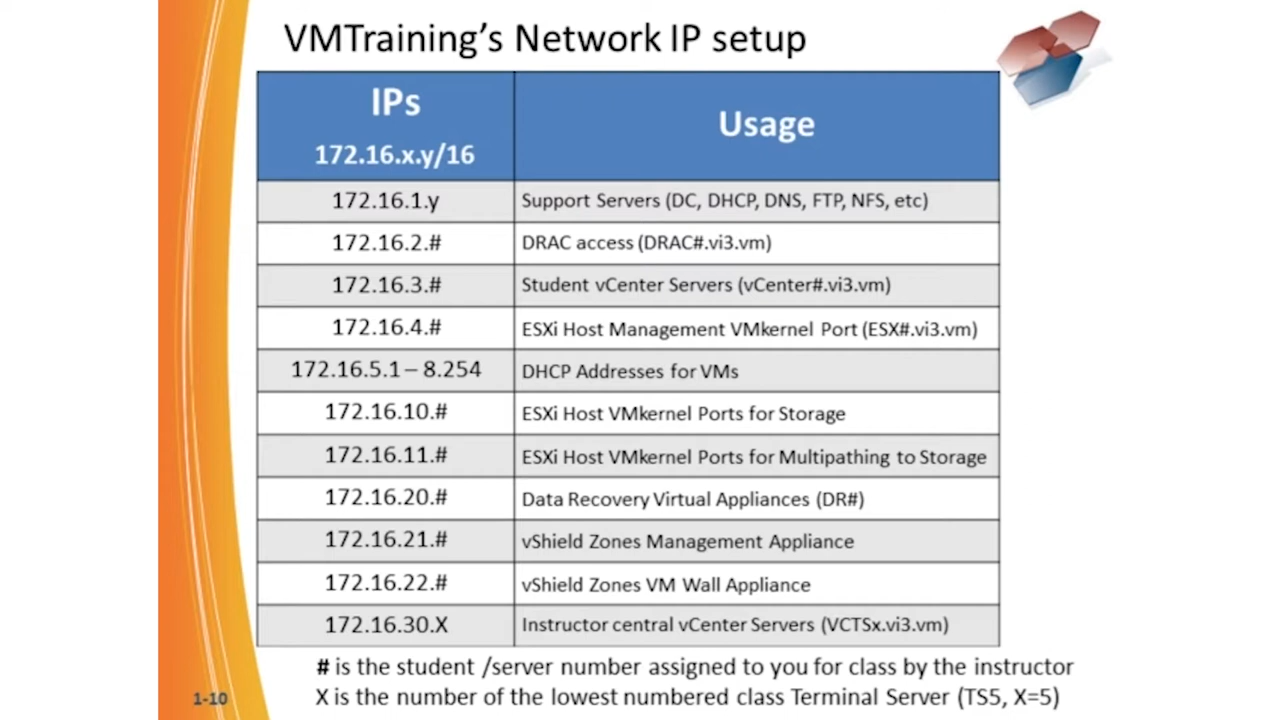 VMTraining's Network IP setup
IPs
172.16.x.y/16
Usage
172.16.1.y
Support Servers (DC, DHCP, DNS, FTP, NFS, etc)
172.16.2.#
DRAC access (DRAC#.vi3.vm)
172.16.3.#
Student vCenter Servers (vCenter#.vi3.vm)
172.16.4.#
ESXi Host Management VMkernel Port (ESX#.vi3.vm)
172.16.5.1 – 8.254
DHCP Addresses for VMs
172.16.10.#
ESXi Host VMkernel Ports for Storage
172.16.11.#
ESXi Host VMkernel Ports for Multipathing to Storage
172.16.20.#
Data Recovery Virtual Appliances (DR#)
172.16.21.#
vShield Zones Management Appliance
172.16.22.#
vShield Zones VM Wall Appliance
172.16.30.X
Instructor central vCenter Servers (VCTSx.vi3.vm)
# is the student /server number assigned to you for class by the instructor
X is the number of the lowest numbered class Terminal Server (TS5, X=5)
1-10